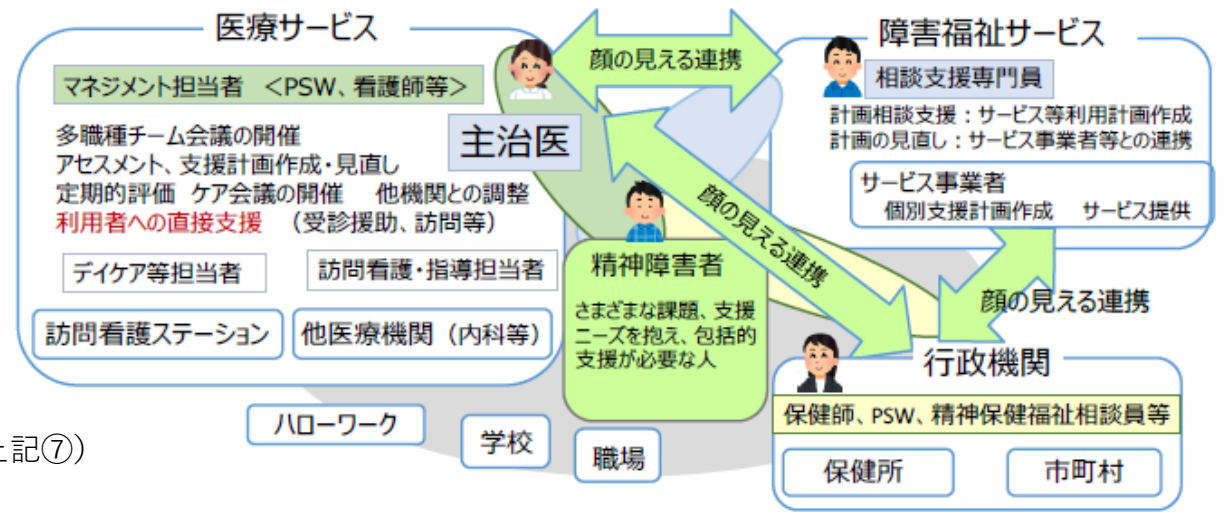 医療サービス
マネジメント担当者 <PSW、看護師等>
多職種チーム会議の開催
アセスメント、支援計画作成・見直し
定期的評価 ケア会議の開催 他機関との調整
利用者への直接支援 (受診援助、訪問等)
デイケア等担当者
訪問看護・指導担当者
訪問看護ステーション
他医療機関(内科等)
主治医
顔の見える連携
障害福祉サービス
相談支援専門員
計画相談支援:サービス等利用計画作成
計画の見直し:サービス事業者等との連携
サービス事業者
個別支援計画作成 サービス提供
顔の見える連携
顔の見える連携
精神障害者
さまざまな課題、支援
ニーズを抱え、包括的
支援が必要な人
行政機関
保健師、PSW、精神保健福祉相談員等
保健所
市町村
ハローワーク
学校
職場
記⑦)